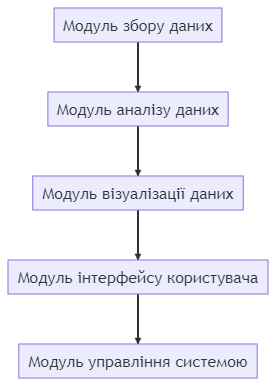 Модуль збору даних
Модуль аналізу даних
Модуль візуалізації даних
Модуль інтерфейсу користувача
Модуль управління системою